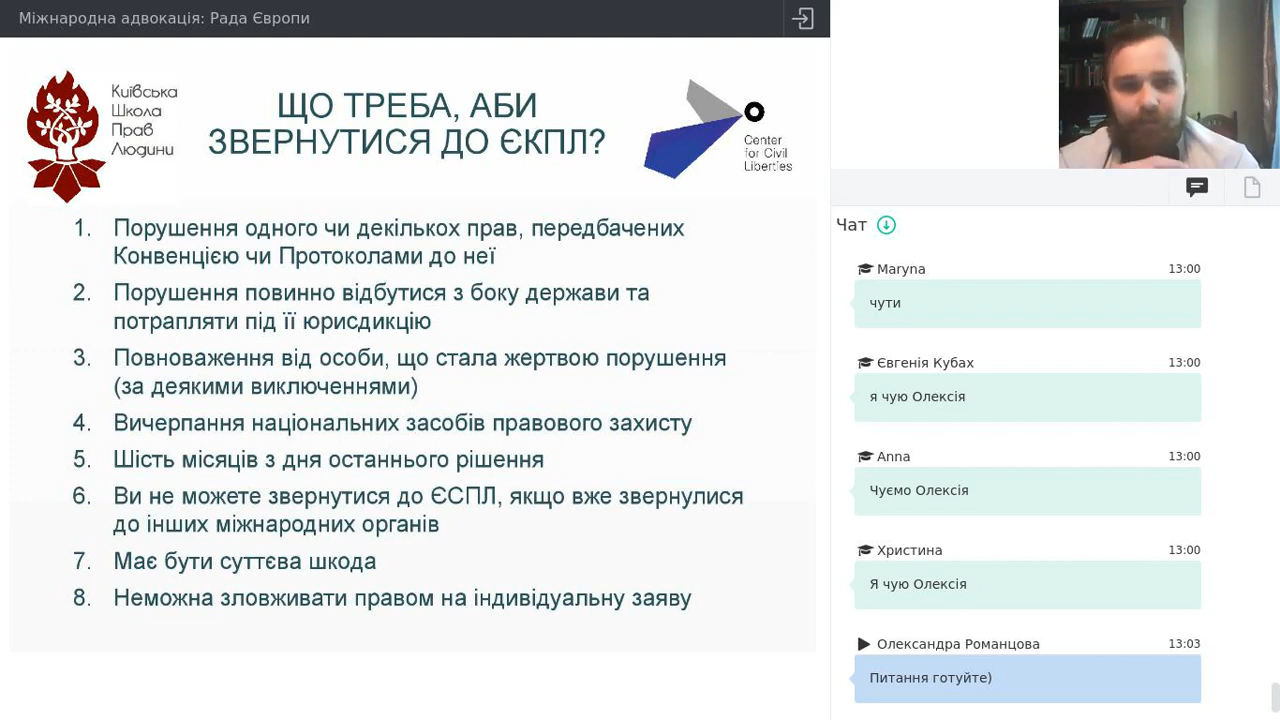 Міжнародна адвокація: Рада Європи
Київська
Школа
Прав
Людини
ЩО ТРЕБА, АБИ
ЗВЕРНУТИСЯ ДО ЄКПЛ?
Center
for Civil
Liberties
1. Порушення одного чи декількох прав, передбачених
Конвенцією чи Протоколами до неї
2. Порушення повинно відбутися з боку держави та
потрапляти під її юрисдикцію
3. Повноваження від особи, що стала жертвою порушення
(за деякими виключеннями)
4. Вичерпання національних засобів правового захисту
5. Шість місяців з дня останнього рішення
6. Ви не можете звернутися до ЄСПЛ, якщо вже звернулися
до інших міжнародних органів
7. Має бути суттєва шкода
8. Неможна зловживати правом на індивідуальну заяву
Чат
Maryna 13:00
чути
Євгенія Кубах 13:00
я чую Олексія
Anna 13:00
Чуємо Олексія
Христина 13:00
Я чую Олексія
Олександра Романцова 13:03
Питання готуйте)